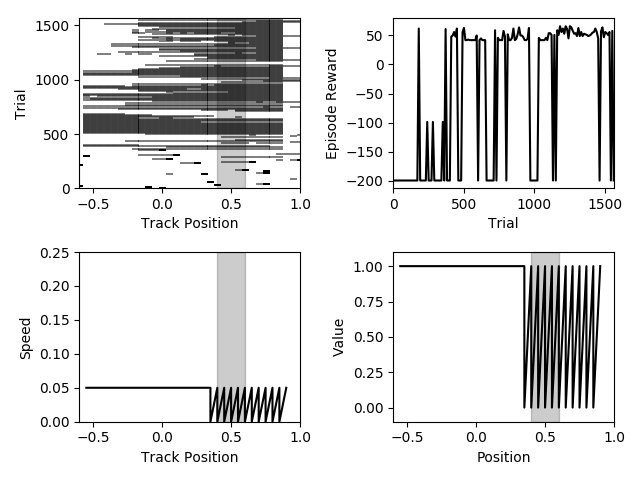 1500
1000
500
0
Trial
−0.5 0.0 0.5 1.0
Track Position
50
0
−50
−100
−150
−200
Episode Reward
0 500 1000 1500
Trial
0.25
0.20
0.15
0.10
0.05
0.00
Speed
−0.5 0.0 0.5 1.0
Track Position
1.00
0.75
0.50
0.25
0.00
Value
−0.5 0.0 0.5 1.0
Position